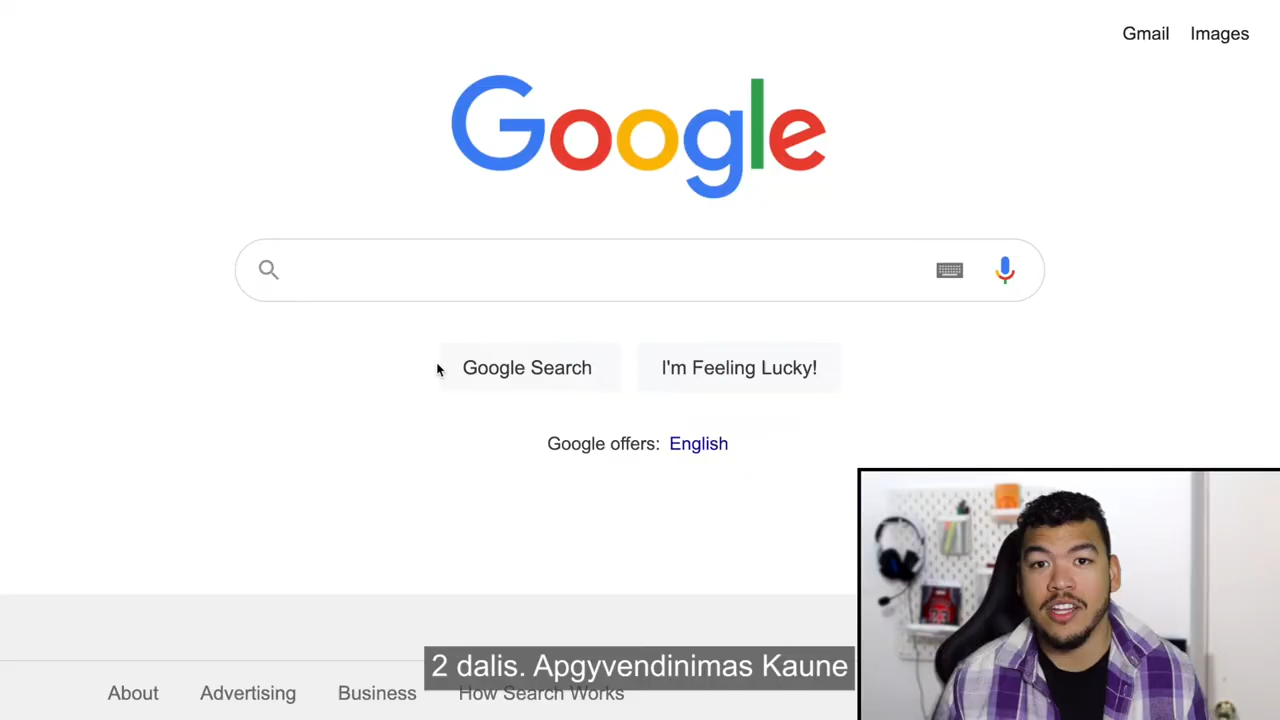 Gmail Images
Google
Google Search I'm Feeling Lucky!
Google offers: English
2 dalis. Apgyvendinimas Kaune
About Advertising Business How Search Works
23